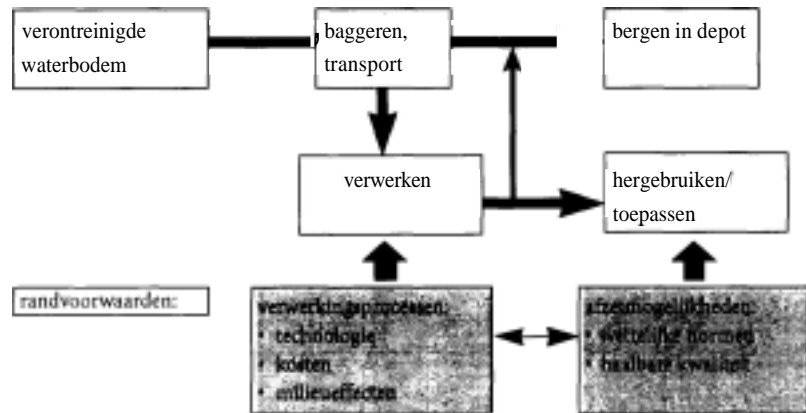 verontreinigde
waterbodem
baggeren,
transport
bergen in depot
verwerken
hergebruiken/
toepassen
randvoorwaarden:
verwerkingsprocessen:
• technologie
• kosten
• milieueffecten
afzetmogelijkheden:
• wettelijke normen
• haalbare kwaliteit